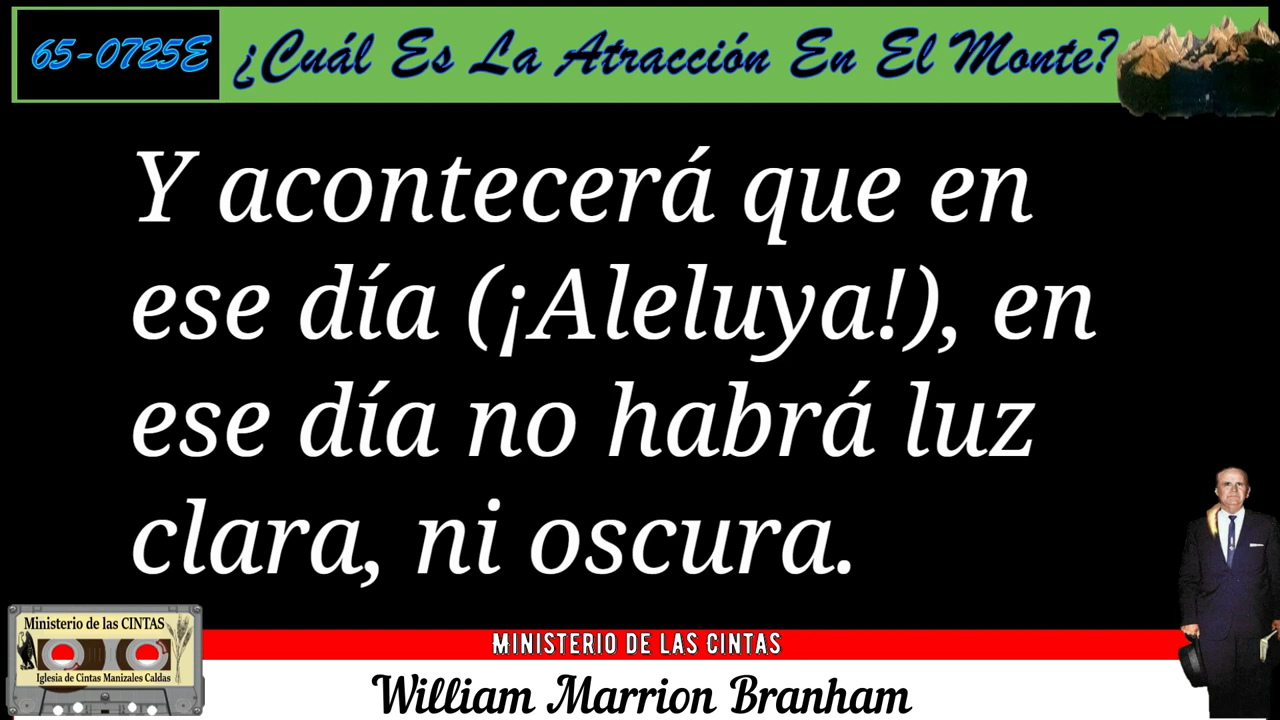 65-0725E ¿Cuál Es La Atracción En El Monte?
Y acontecerá que en
ese día (¡Aleluya!), en
ese día no habrá luz
clara, ni oscura.
Ministerio de las CINTAS
Iglesia de Cintas Manizales Caldas
MINISTERIO DE LAS CINTAS
William Marrion Branham